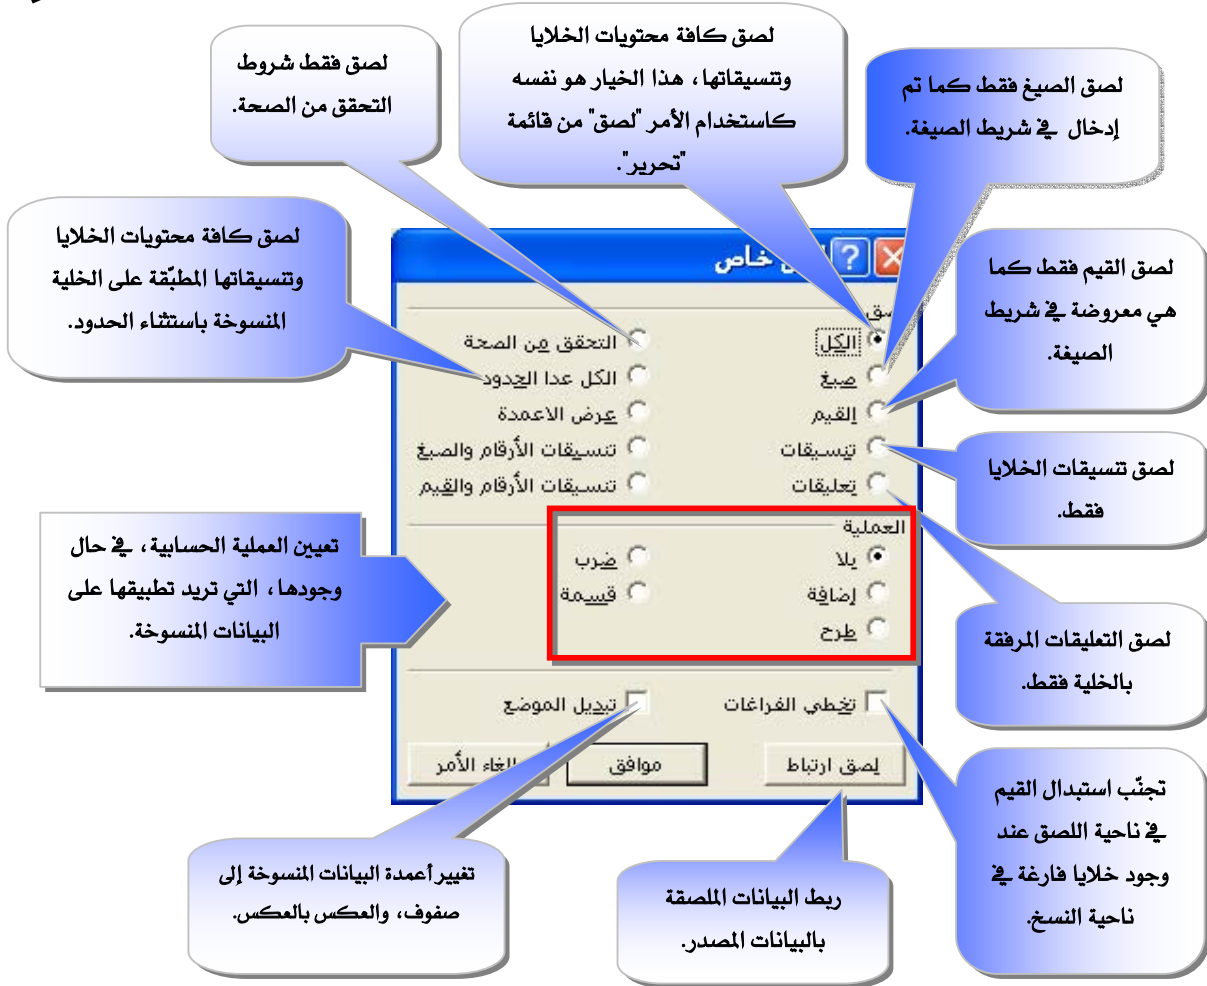 لصق كافة محتويات الخلايا
وتنسيقاتها، هذا الخيار هو نفسه
كاستخدام الأمر "لصق" من قائمة
"تحرير".
لصق الصيغ فقط كما تم
إدخال في شريط الصيغة.
لصق فقط شروط
التحقق من الصحة.
لصق كافة محتويات الخلايا
وتنسيقاتها المطبّقة على الخلية
المنسوخة باستثناء الحدود.
لصق القيم فقط كما
هي معروضة في شريط
الصيغة.
لصق تنسيقات الخلايا
فقط.
لصق التعليقات المرفقة
بالخلية فقط.
تعيين العملية الحسابية، في حال
وجودها، التي تريد تطبيقها على
البيانات المنسوخة.
خاص
الكل
صيغ
القيم
تنسيقات
تعليقات
التحقق من الصحة
الكل عدا الحدود
عرض الاعمدة
تنسيقات الأرقام والصيغ
تنسيقات الأرقام والقيم
العملية
بلا
إضافة
طرح
ضرب
قسمة
تخطي الفراغات
تبديل الموضع
لصق ارتباط
موافق
إلغاء الأمر
تجنّب استبدال القيم
في ناحية اللصق عند
وجود خلايا فارغة في
ناحية النسخ.
ربط البيانات الملصقة
بالبيانات المصدر.
تغيير أعمدة البيانات المنسوخة إلى
صفوف، والعكس بالعكس.